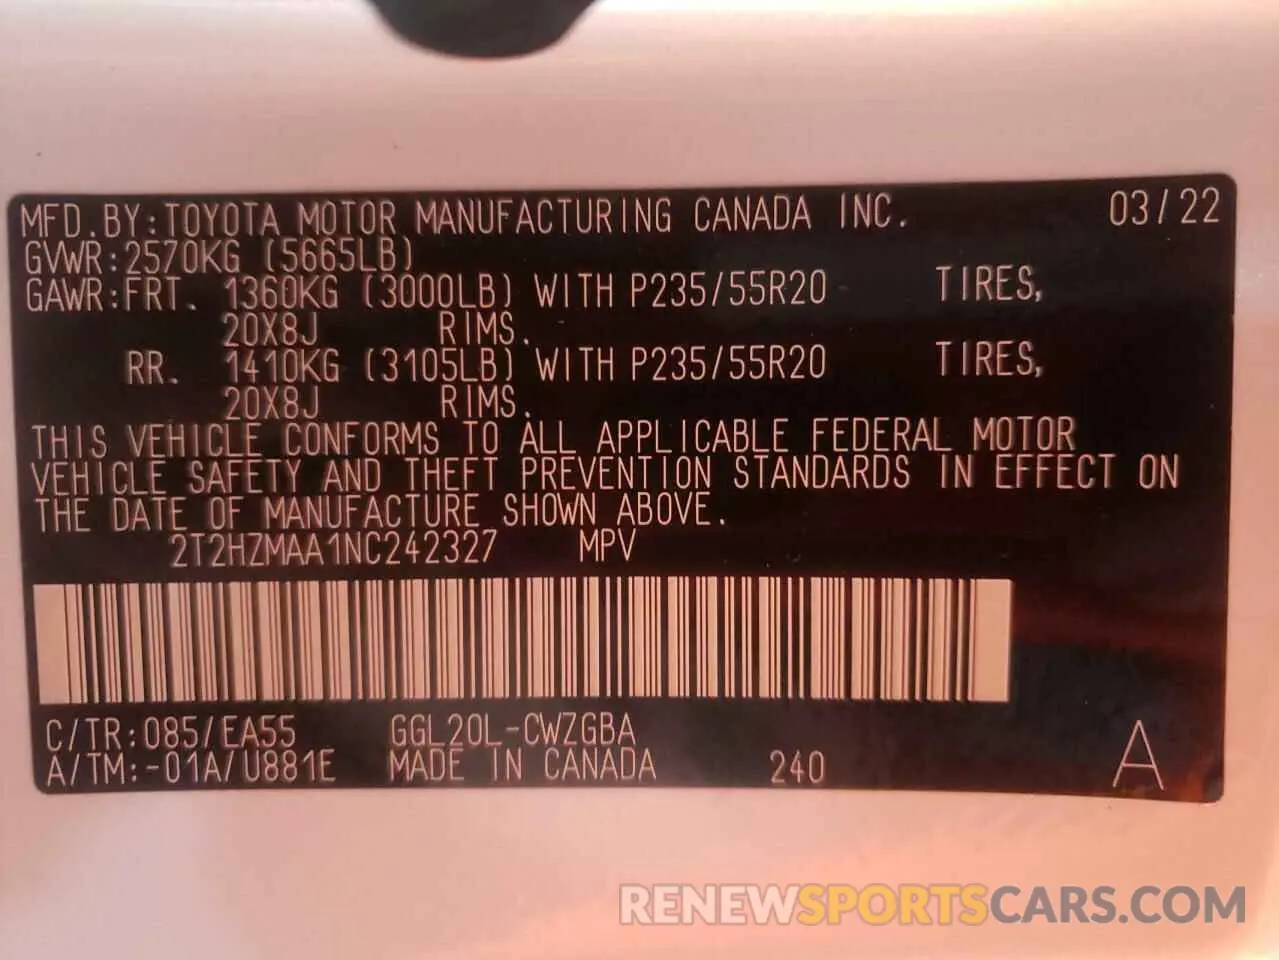 MFD.BY:TOYOTA MOTOR MANUFACTURING CANADA INC. 03/22
GVWR:2570KG (5665LB)
GAWR:FRT. 1360KG (3000LB) WITH P235/55R20 TIRES,
20X8J RIMS.
RR. 1410KG (3105LB) WITH P235/55R20 TIRES,
20X8J RIMS.
THIS VEHICLE CONFORMS TO ALL APPLICABLE FEDERAL MOTOR
VEHICLE SAFETY AND THEFT PREVENTION STANDARDS IN EFFECT ON
THE DATE OF MANUFACTURE SHOWN ABOVE.
2T2HZMAA1NC242327 MPV
C/TR:085/EA55 GGL20L-CWZGBA
A/TM:-01A/U881E MADE IN CANADA 240 A
RENEWSPORTSCARS.COM